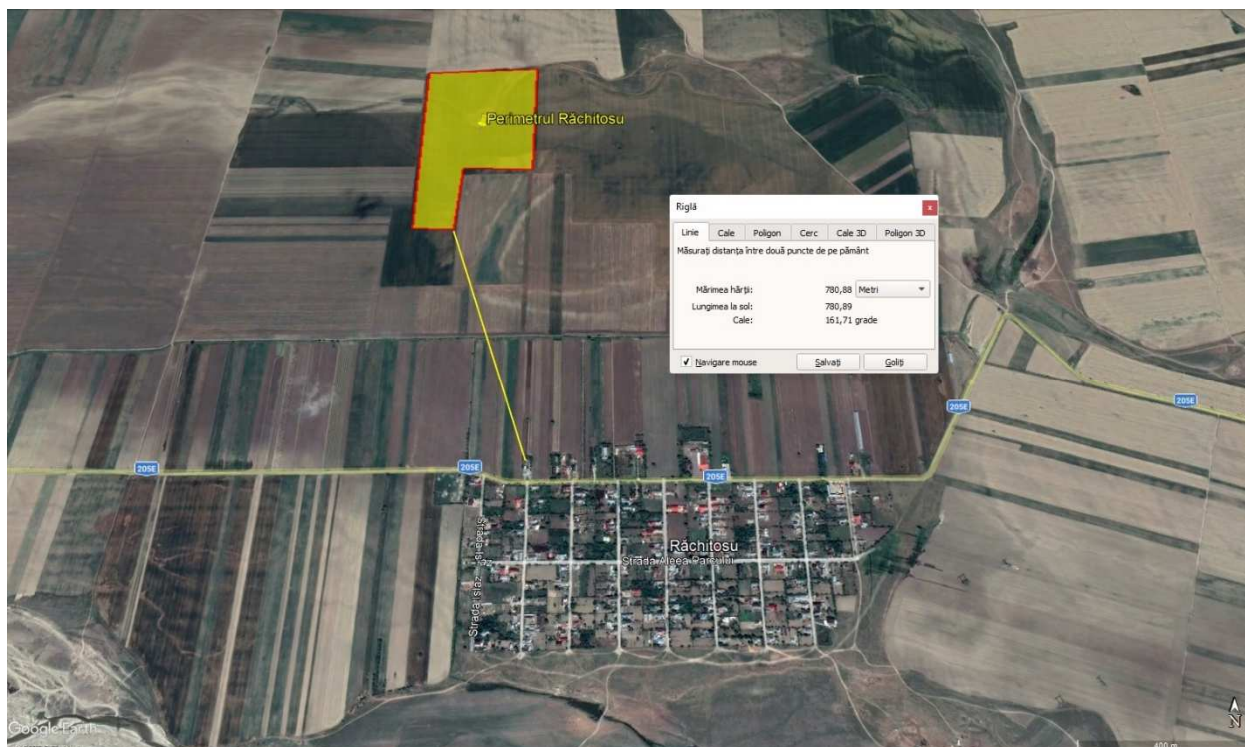 Perimetrul Răchitosu
Riglă
x
Linie Cale Poligon Cerc Cale 3D Poligon 3D
Măsurați distanța între două puncte de pe pământ
Mărimea hărții: 780,88 Metri
Lungimea la sol: 780,89
Cale: 161,71 grade
Navigare mouse Salvați Goliți
205E
205E
205E
205E
205E
Răchitosu
Strada Aleea Parcului
Strada Islaz
Google Earth
N
400 m